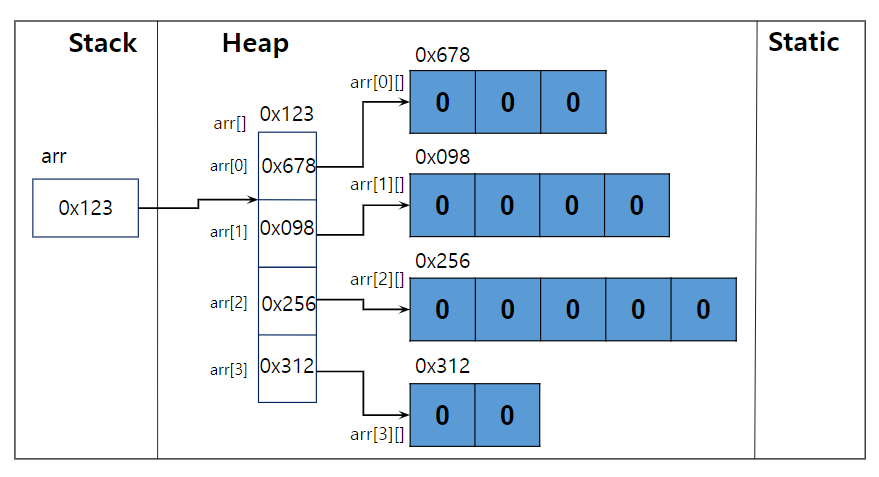 Stack
Heap
Static
0x678
arr[0][]
0 0 0
0x123
arr[]
arr[0] 0x678
0x098
arr
arr[1][]
0x123
0 0 0 0
arr[1] 0x098
0x256
arr[2][]
arr[2] 0x256
0 0 0 0 0
arr[3] 0x312
0x312
0 0
arr[3][]